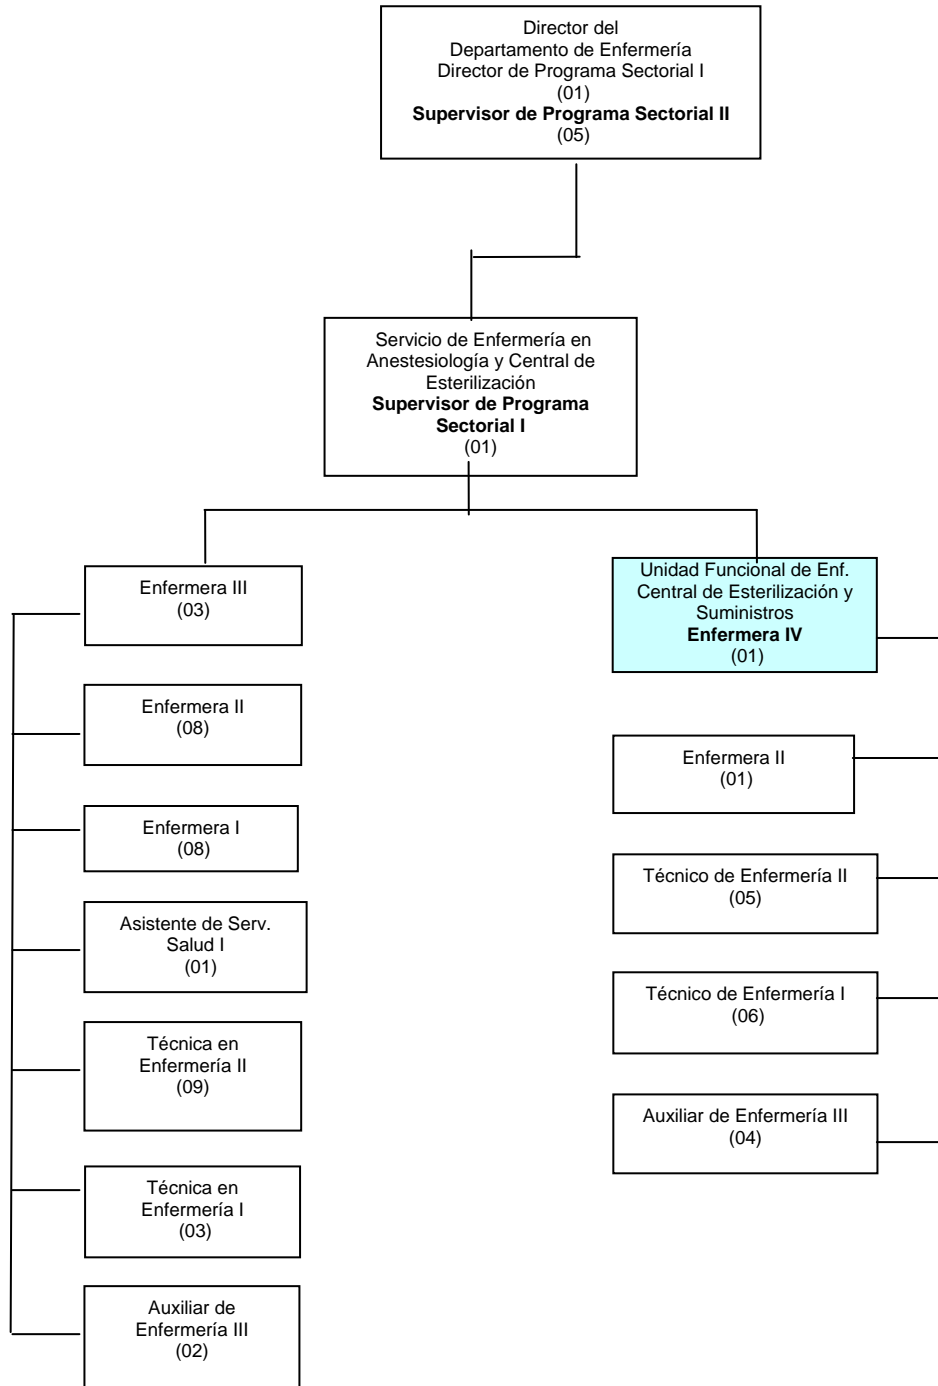 Director del
Departamento de Enfermería
Director de Programa Sectorial I
(01)
Supervisor de Programa Sectorial II
(05)
Servicio de Enfermería en
Anestesiología y Central de
Esterilización
Supervisor de Programa
Sectorial I
(01)
Enfermera III
(03)
Enfermera II
(08)
Enfermera I
(08)
Asistente de Serv.
Salud I
(01)
Técnica en
Enfermería II
(09)
Técnica en
Enfermería I
(03)
Auxiliar de
Enfermería III
(02)
Unidad Funcional de Enf.
Central de Esterilización y
Suministros
Enfermera IV
(01)
Enfermera II
(01)
Técnico de Enfermería II
(05)
Técnico de Enfermería I
(06)
Auxiliar de Enfermería III
(04)